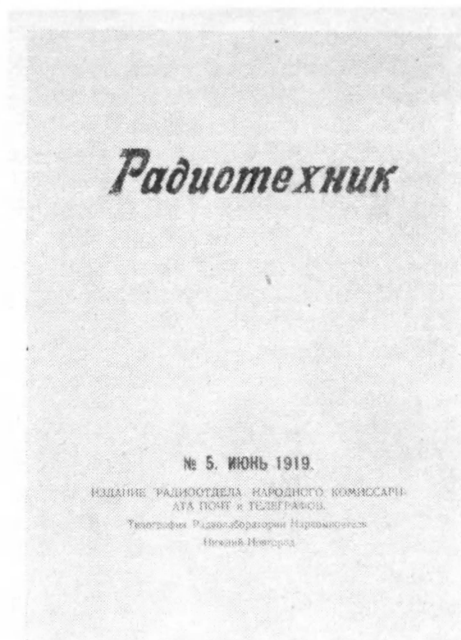 Радиотехник
№ 5. ИЮНЬ 1919.
ИЗДАНИЕ РАДИООТДЕЛА НАРОДНОГО КОМИССАРИ-
АТА ПОЧТ и ТЕЛЕГРАФОВ.
Типография Радиолаборатории Наркомпочтеля
Нижний-Новгород